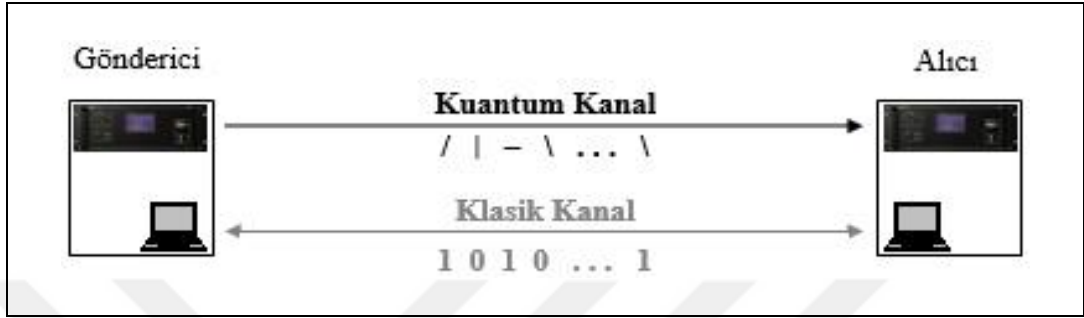 Gönderici
Alıcı
Kuantum Kanal
/ | – \ ... \
Klasik Kanal
1 0 1 0 ... 1